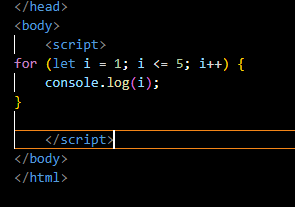 </head>
<body>
    <script>
for (let i = 1; i <= 5; i++) {
    console.log(i);
}
    </script>
</body>
</html>